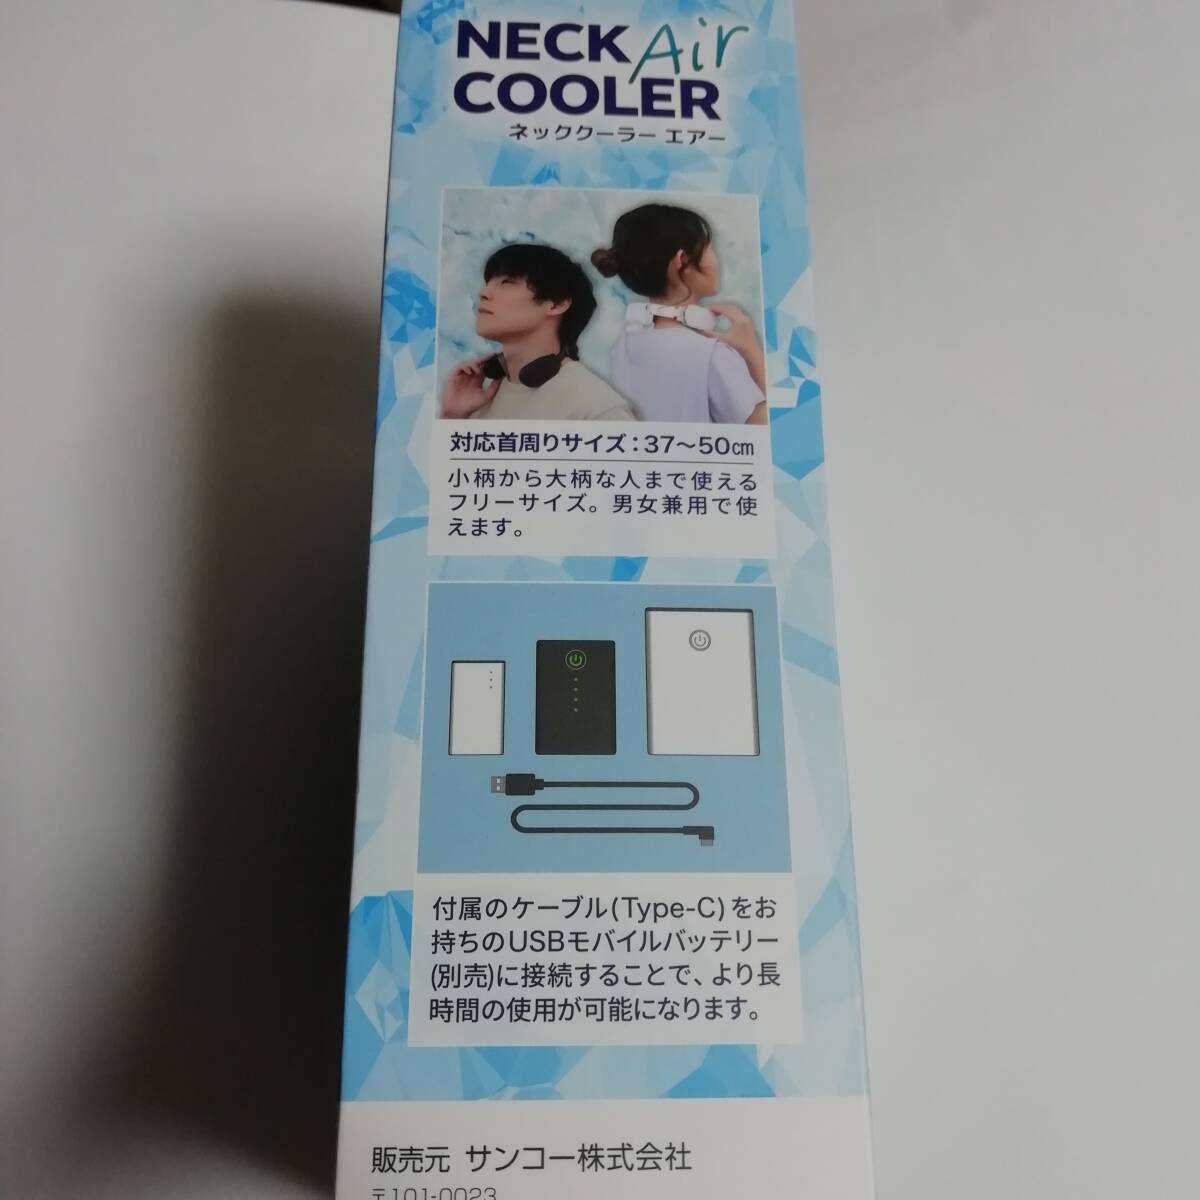 NECK Air
COOLER
ネッククーラー エアー
対応首周りサイズ：37～50㎝
小柄から大柄な人まで使える
フリーサイズ。男女兼用で使
えます。
付属のケーブル(Type-C)をお
持ちのUSBモバイルバッテリー
(別売)に接続することで、より長
時間の使用が可能になります。
販売元 サンコー株式会社
〒101-0023